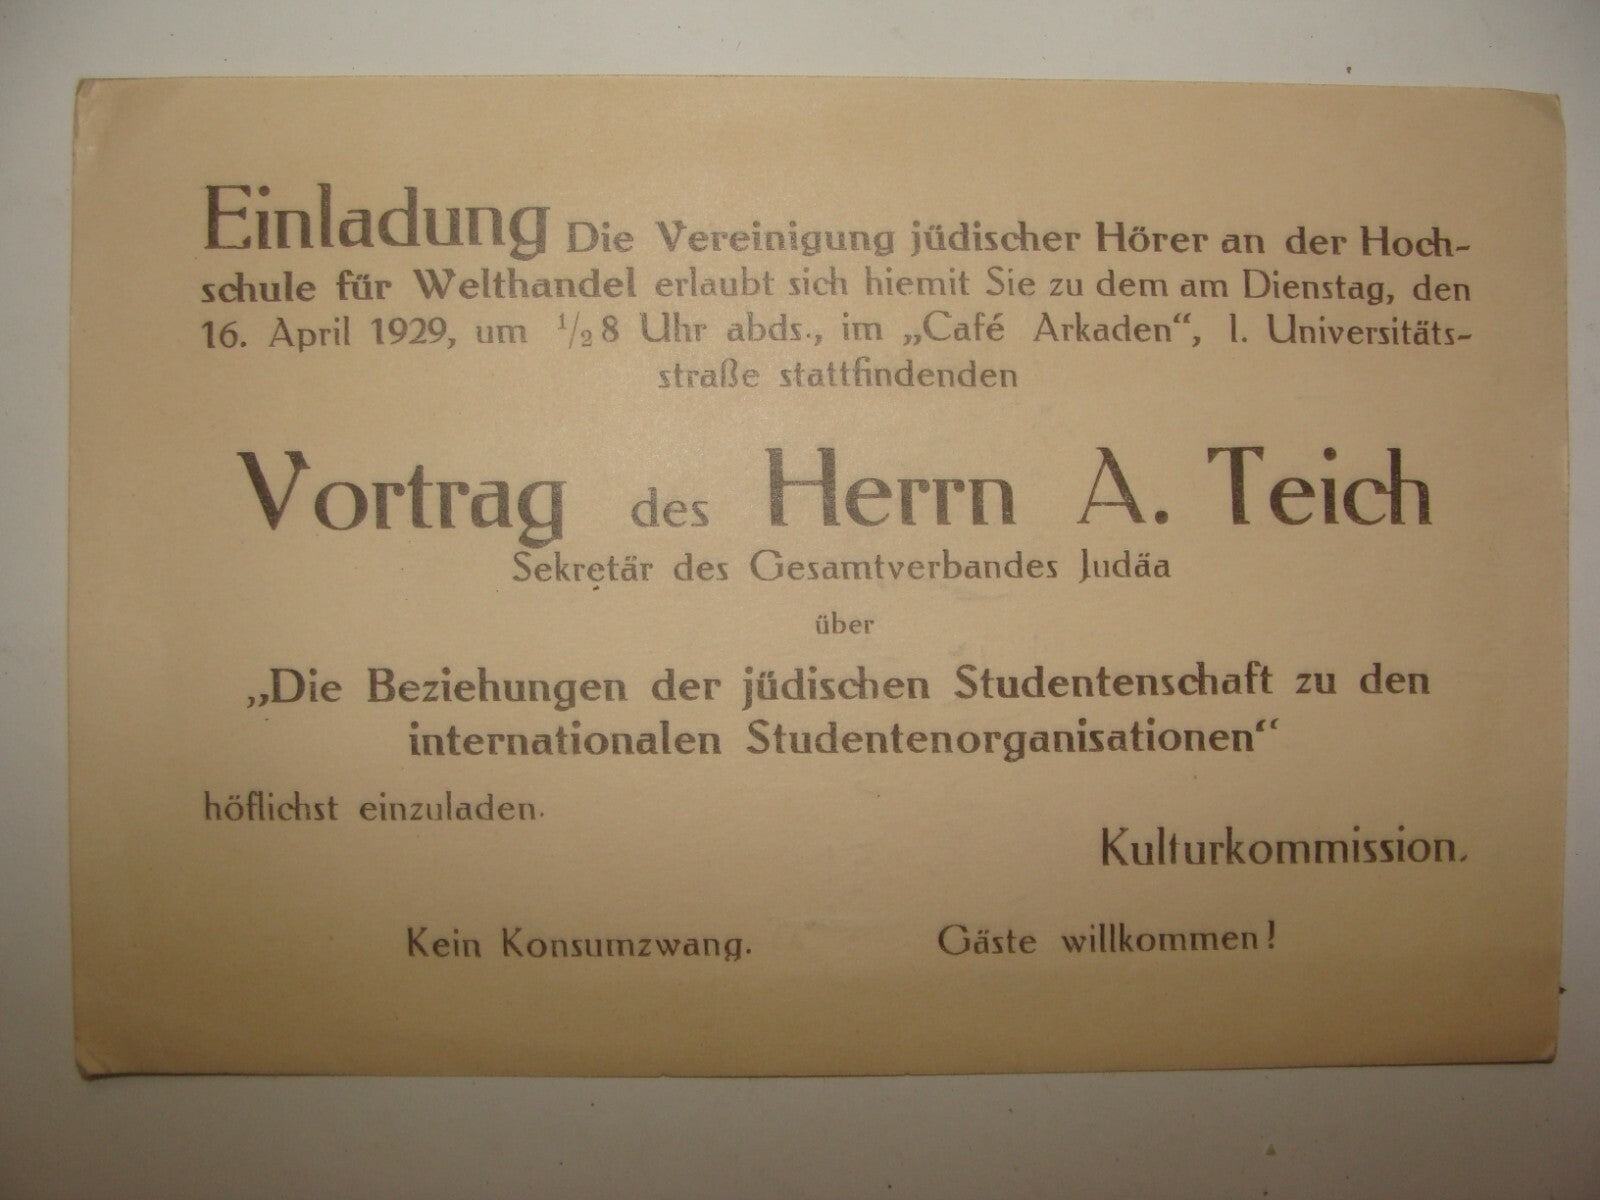 Einladung Die Vereinigung jüdischer Hörer an der Hoch-
schule für Welthandel erlaubt sich hiemit Sie zu dem am Dienstag, den
16. April 1929, um 1/2 8 Uhr abds., im „Café Arkaden“, I. Universitäts-
straße stattfindenden
Vortrag des Herrn A. Teich
Sekretär des Gesamtverbandes Judäa
über
„Die Beziehungen der jüdischen Studentenschaft zu den
internationalen Studentenorganisationen“
höflichst einzuladen.
Kulturkommission.
Kein Konsumzwang. Gäste willkommen!